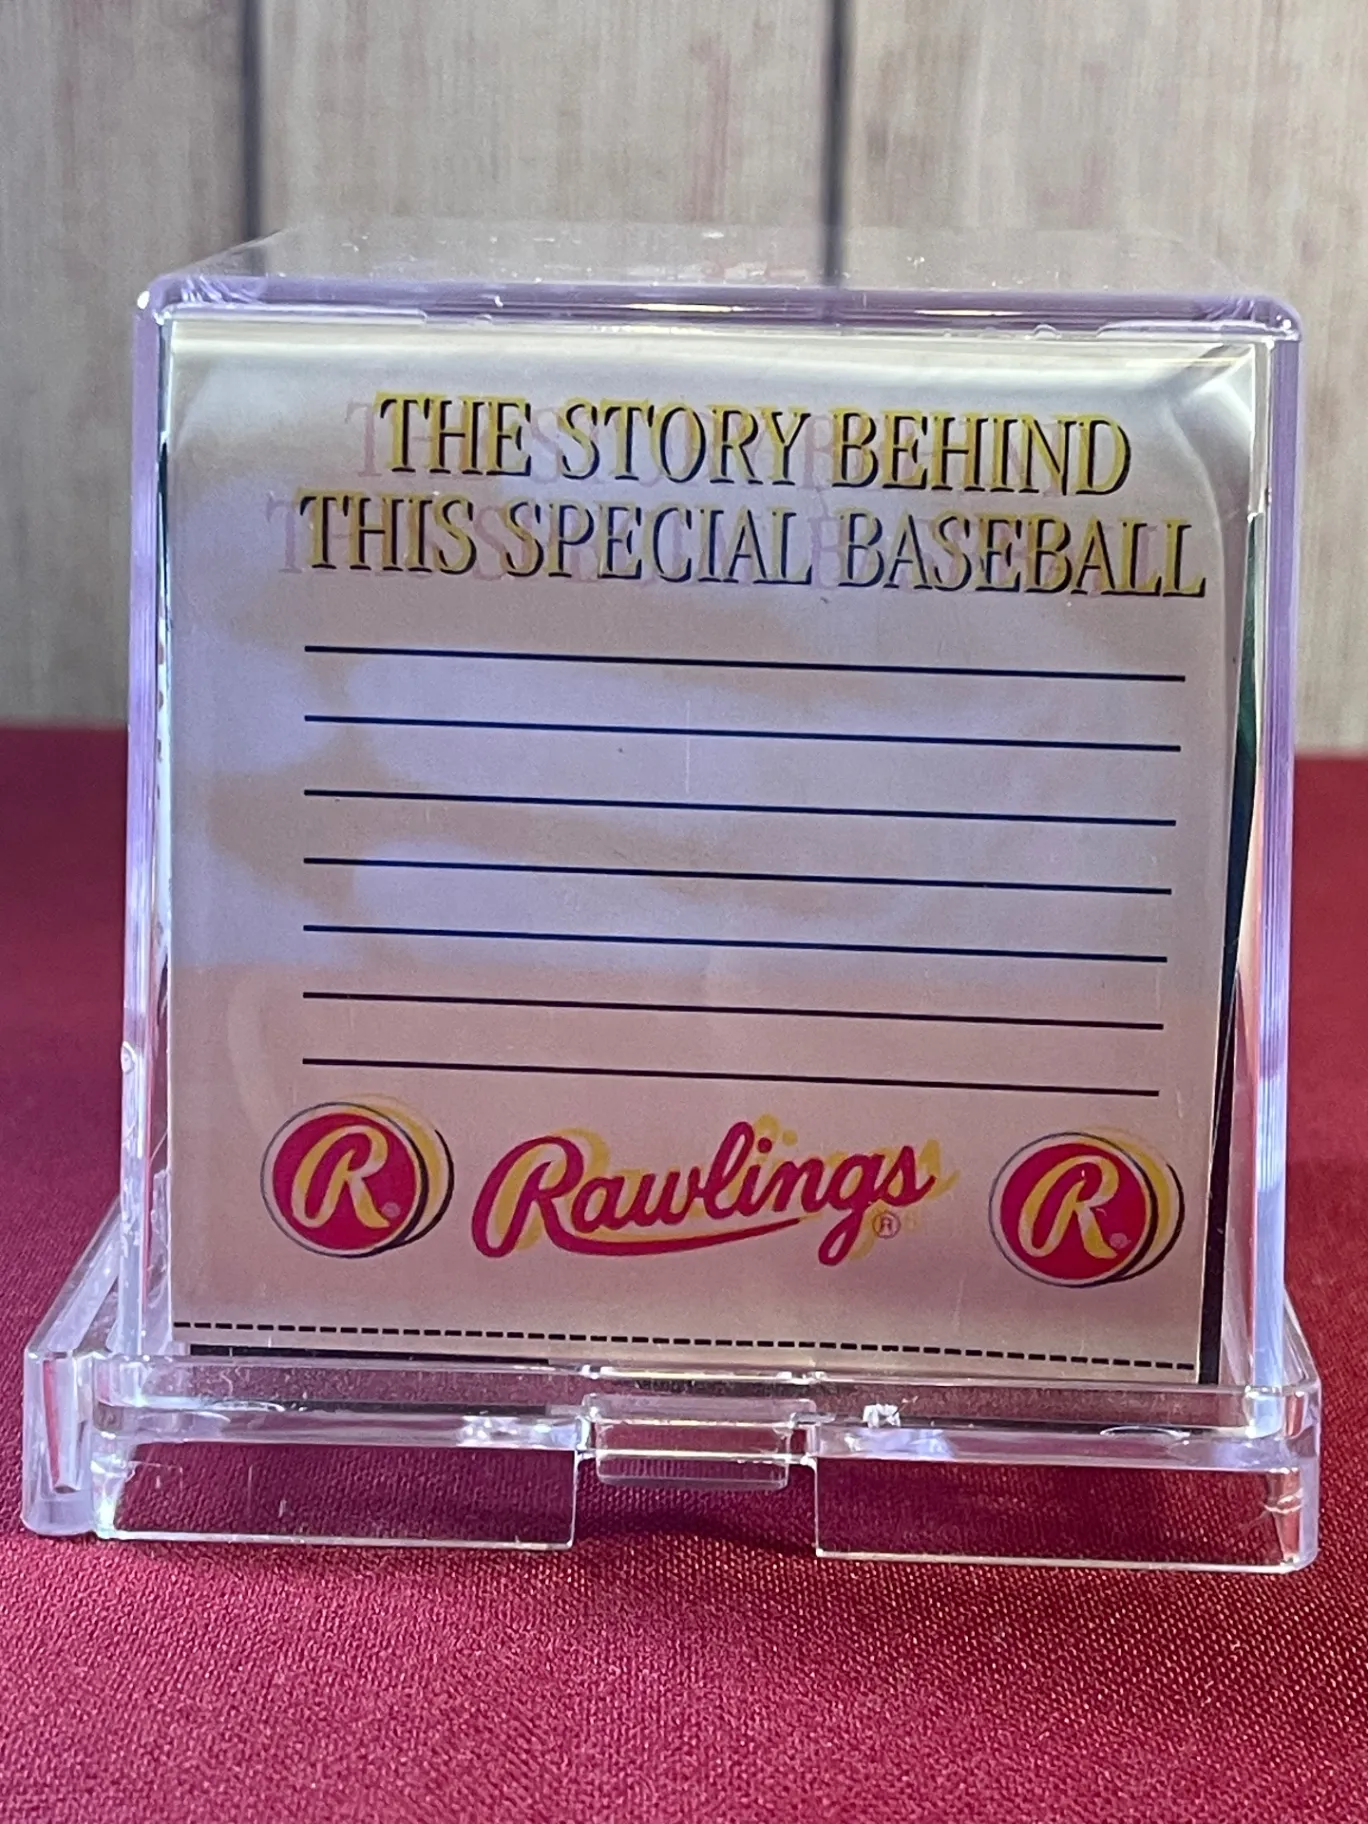 THE STORY BEHIND
THIS SPECIAL BASEBALL
R ® Rawlings ® R ®